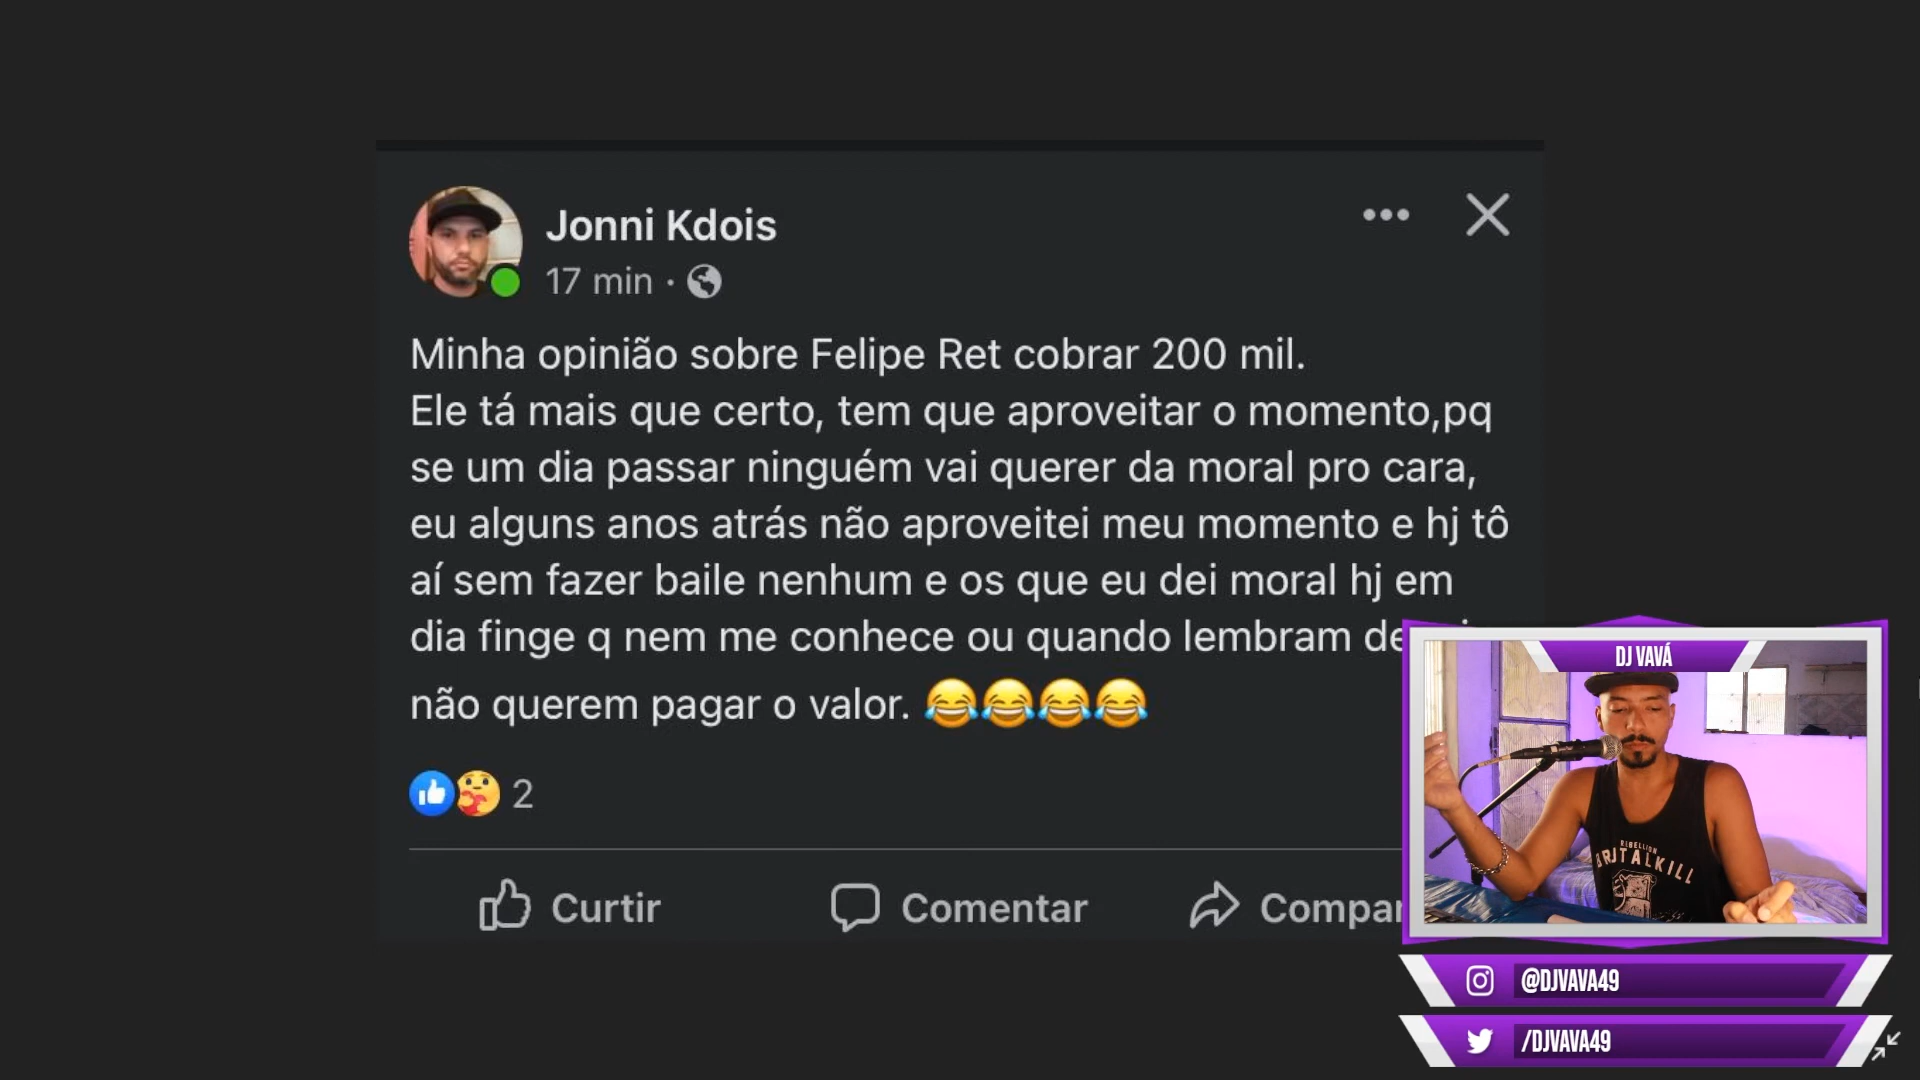 Jonni Kdois
17 min ·
Minha opinião sobre Felipe Ret cobrar 200 mil.
Ele tá mais que certo, tem que aproveitar o momento,pq
se um dia passar ninguém vai querer da moral pro cara,
eu alguns anos atrás não aproveitei meu momento e hj tô
aí sem fazer baile nenhum e os que eu dei moral hj em
dia finge q nem me conhece ou quando lembram de
não querem pagar o valor. 😂😂😂😂
2
Curtir
Comentar
DJ VAVÁ
REBELLION
BRUTALKILL
@DJVAVA49
/DJVAVA49